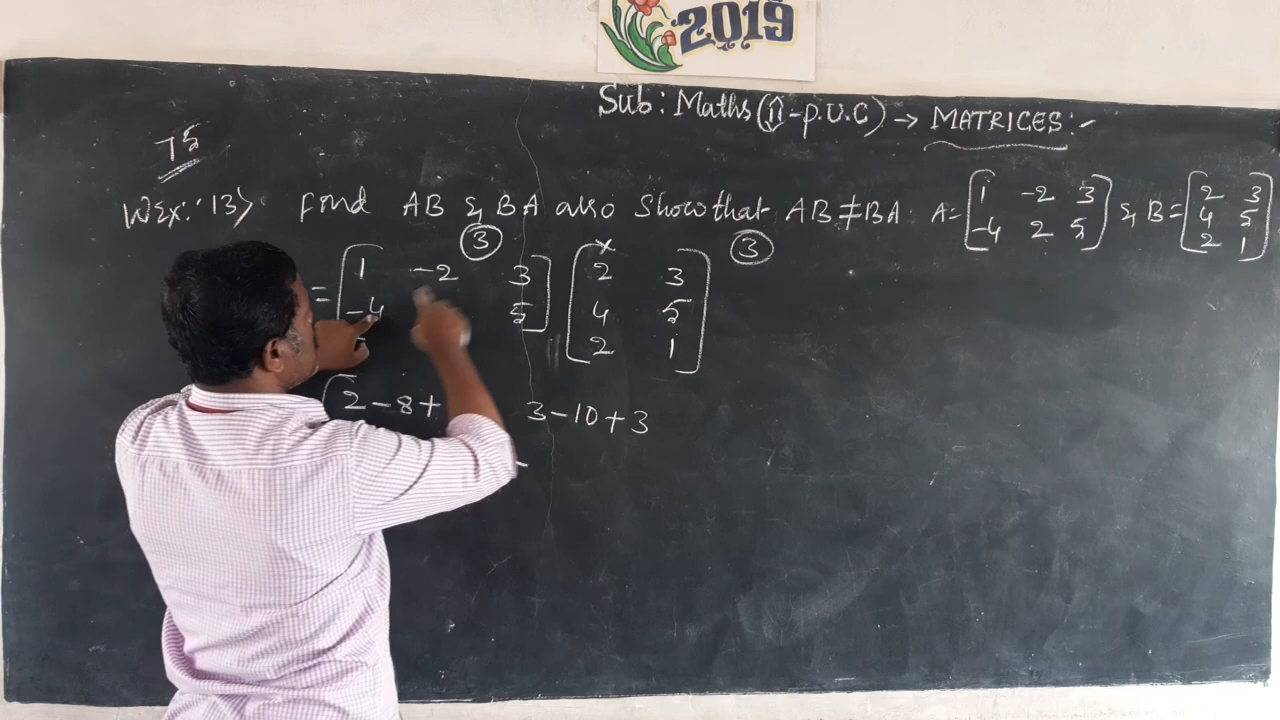 2019
Sub: Maths (II-P.U.C) → MATRICES:-
T5
W Ex: 13) Find AB & BA also show that AB ≠ BA. A = [1 -2 3
-4 2 5] & B = [2 3
4 5
2 1]
③ ③
= [1 -2 3] [2 3
-4 5] 4 5
2 1]
[2 - 8 + 3 - 10 + 3